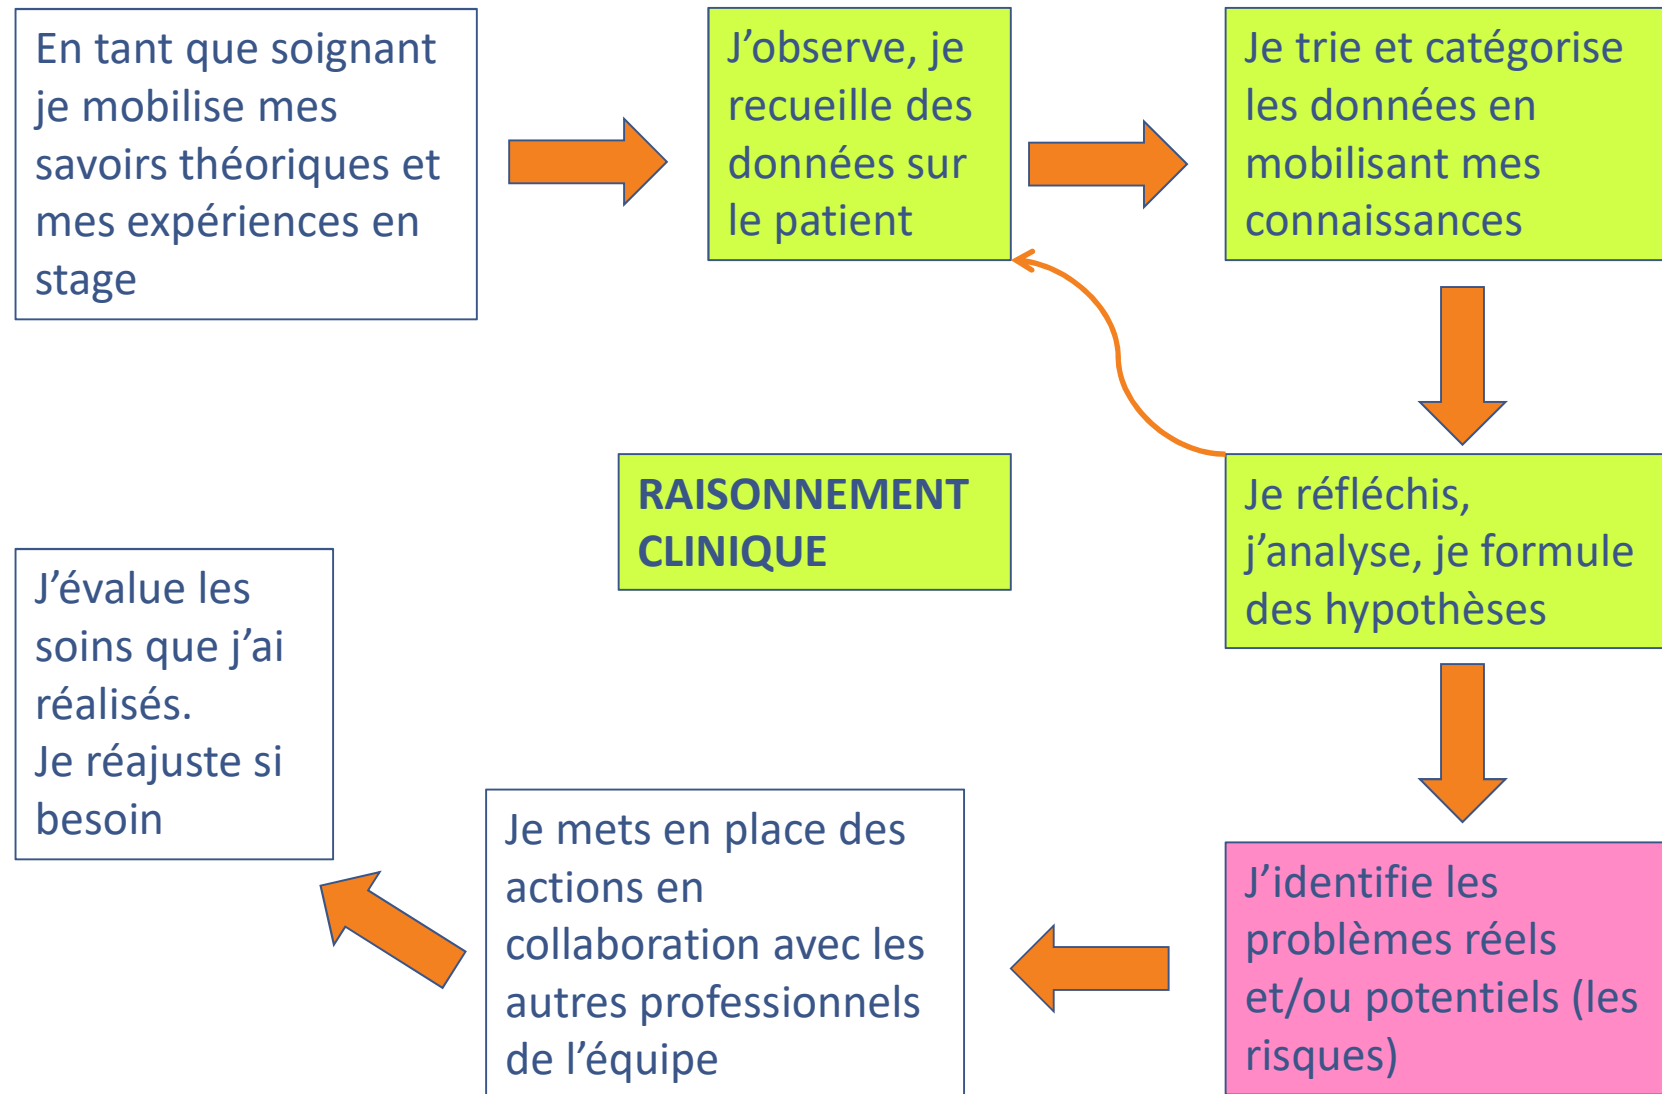 En tant que soignant
je mobilise mes
savoirs théoriques et
mes expériences en
stage
J’observe, je
recueille des
données sur
le patient
Je trie et catégorise
les données en
mobilisant mes
connaissances
RAISONNEMENT
CLINIQUE
Je réfléchis,
j’analyse, je formule
des hypothèses
J’identifie les
problèmes réels
et/ou potentiels (les
risques)
Je mets en place des
actions en
collaboration avec les
autres professionnels
de l’équipe
J’évalue les
soins que j’ai
réalisés.
Je réajuste si
besoin